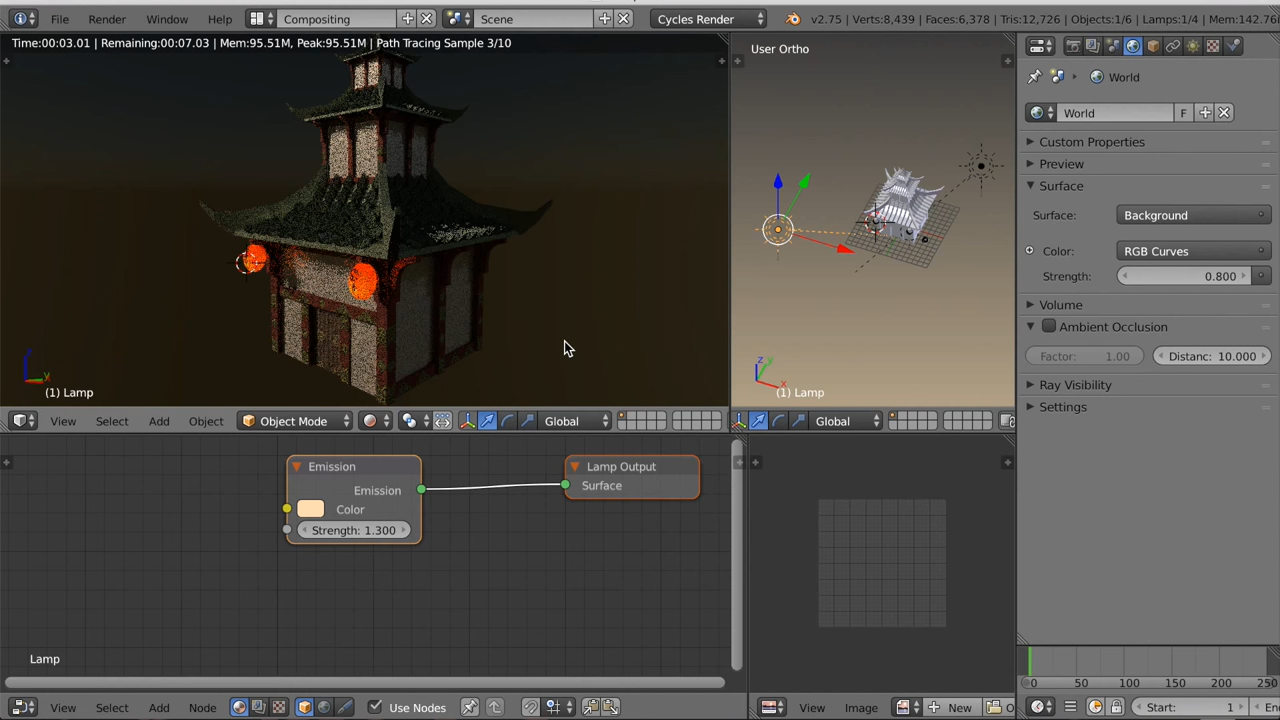 File Render Window Help Compositing Scene Cycles Render v2.75 | Verts:8,439 | Faces:6,378 | Tris:12,726 | Objects:1/6 | Lamps:1/4 | Mem:142.76
Time:00:03.01 | Remaining:00:07.03 | Mem:95.51M, Peak:95.51M | Path Tracing Sample 3/10
User Ortho
World
World F
Custom Properties
Preview
Surface
Surface: Background
Color: RGB Curves
Strength: 0.800
Volume
Ambient Occlusion
Factor: 1.00 Distanc: 10.000
Ray Visibility
Settings
z y x
(1) Lamp
(1) Lamp
View Select Add Object Object Mode Global
Global
Emission
Emission
Color
Strength: 1.300
Lamp Output
Surface
Lamp
0 50 100 150 200 250
View Select Add Node Use Nodes
View Image New O
Start: 1 En